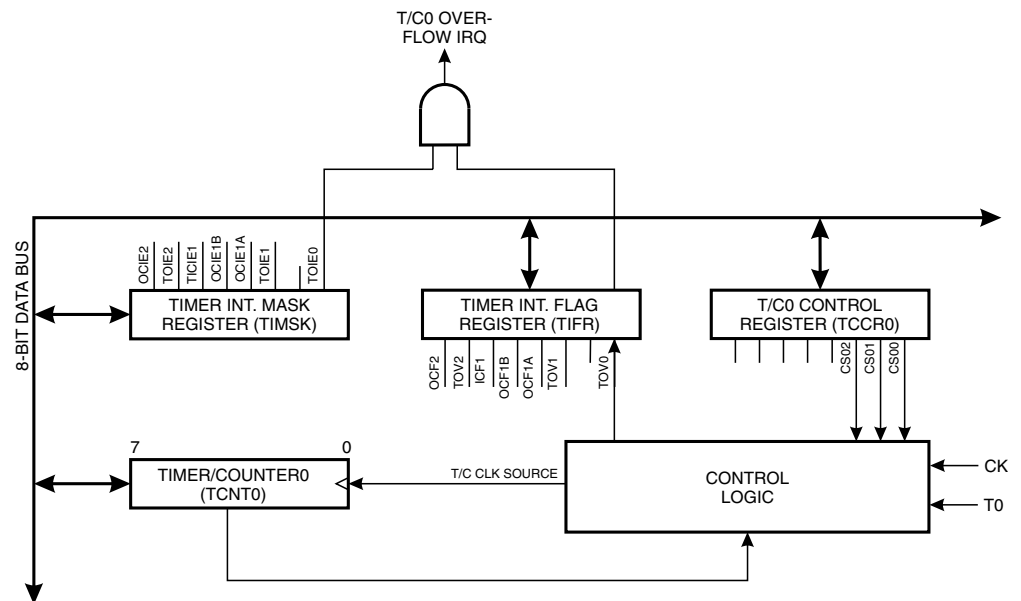 T/C0 OVER-
FLOW IRQ
8-BIT DATA BUS
OCIE2
TOIE2
TICIE1
OCIE1B
OCIE1A
TOIE1
TOIE0
TIMER INT. MASK
REGISTER (TIMSK)
TIMER INT. FLAG
REGISTER (TIFR)
T/C0 CONTROL
REGISTER (TCCR0)
OCF2
TOV2
ICF1
OCF1B
OCF1A
TOV1
TOV0
CS02
CS01
CS00
7
0
TIMER/COUNTER0
(TCNT0)
T/C CLK SOURCE
CONTROL
LOGIC
CK
T0